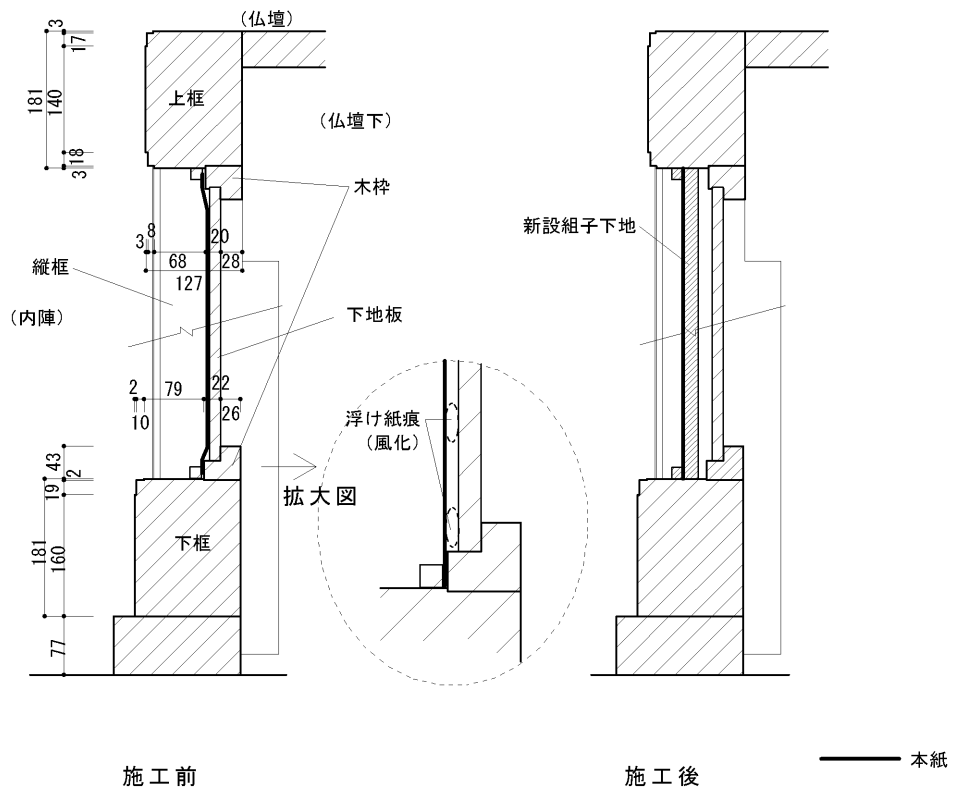 (仏壇)
3
17
181
140
上框
18
3
(仏壇下)
木枠
新設組子下地
3
8
20
68
28
127
縦框
(内陣)
下地板
2
79
22
10
26
浮け紙痕
(風化)
43
2
19
拡大図
181
160
下框
77
施工前
施工後
本紙